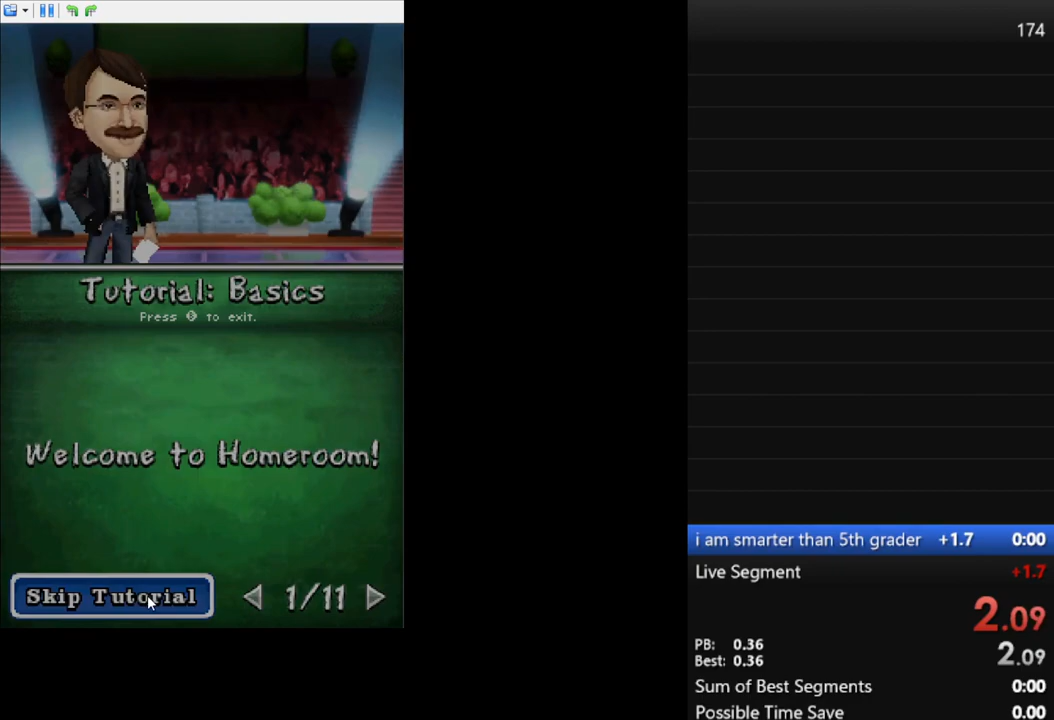 174
Tutorial: Basics
Press B to exit.
Welcome to Homeroom!
Skip Tutorial
1/11
i am smarter than 5th grader +1.7 0:00
Live Segment +1.7
2.09
PB: 0.36
Best: 0.36
2.09
Sum of Best Segments 0:00
Possible Time Save 0.00